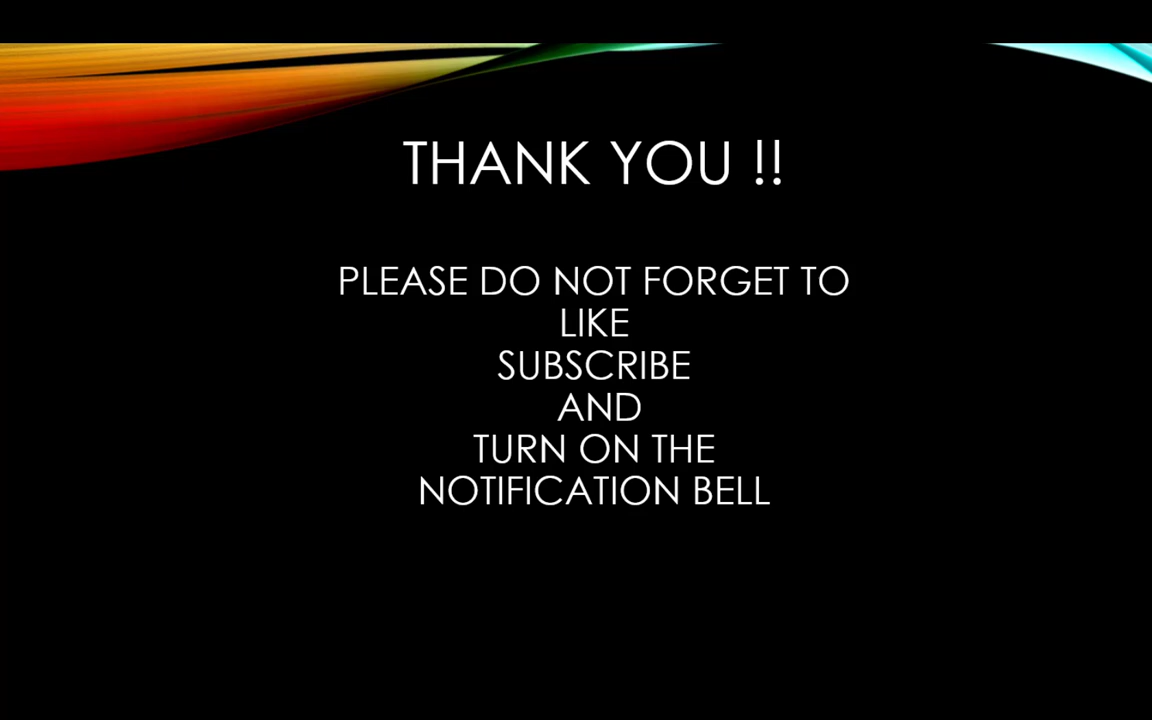 THANK YOU !!
PLEASE DO NOT FORGET TO
LIKE
SUBSCRIBE
AND
TURN ON THE
NOTIFICATION BELL